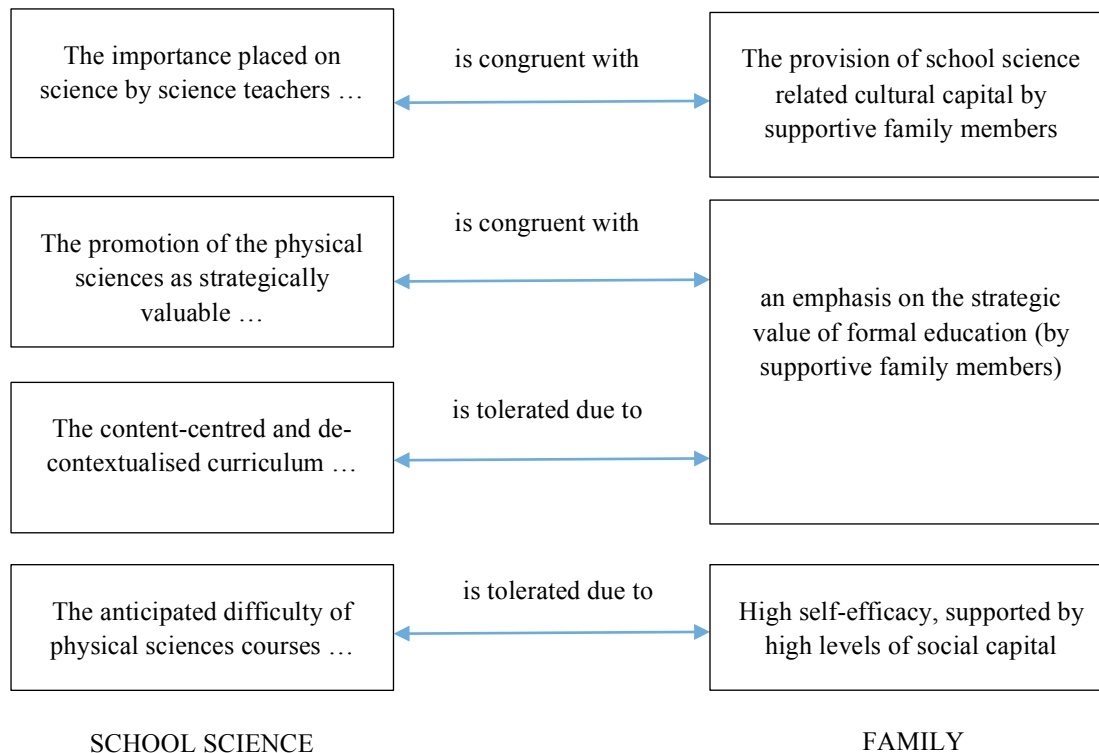 The importance placed on
science by science teachers …
is congruent with
The provision of school science
related cultural capital by
supportive family members
The promotion of the physical
sciences as strategically
valuable …
is congruent with
an emphasis on the strategic
value of formal education (by
supportive family members)
The content-centred and de-
contextualised curriculum …
is tolerated due to
The anticipated difficulty of
physical sciences courses …
is tolerated due to
High self-efficacy, supported by
high levels of social capital
SCHOOL SCIENCE
FAMILY